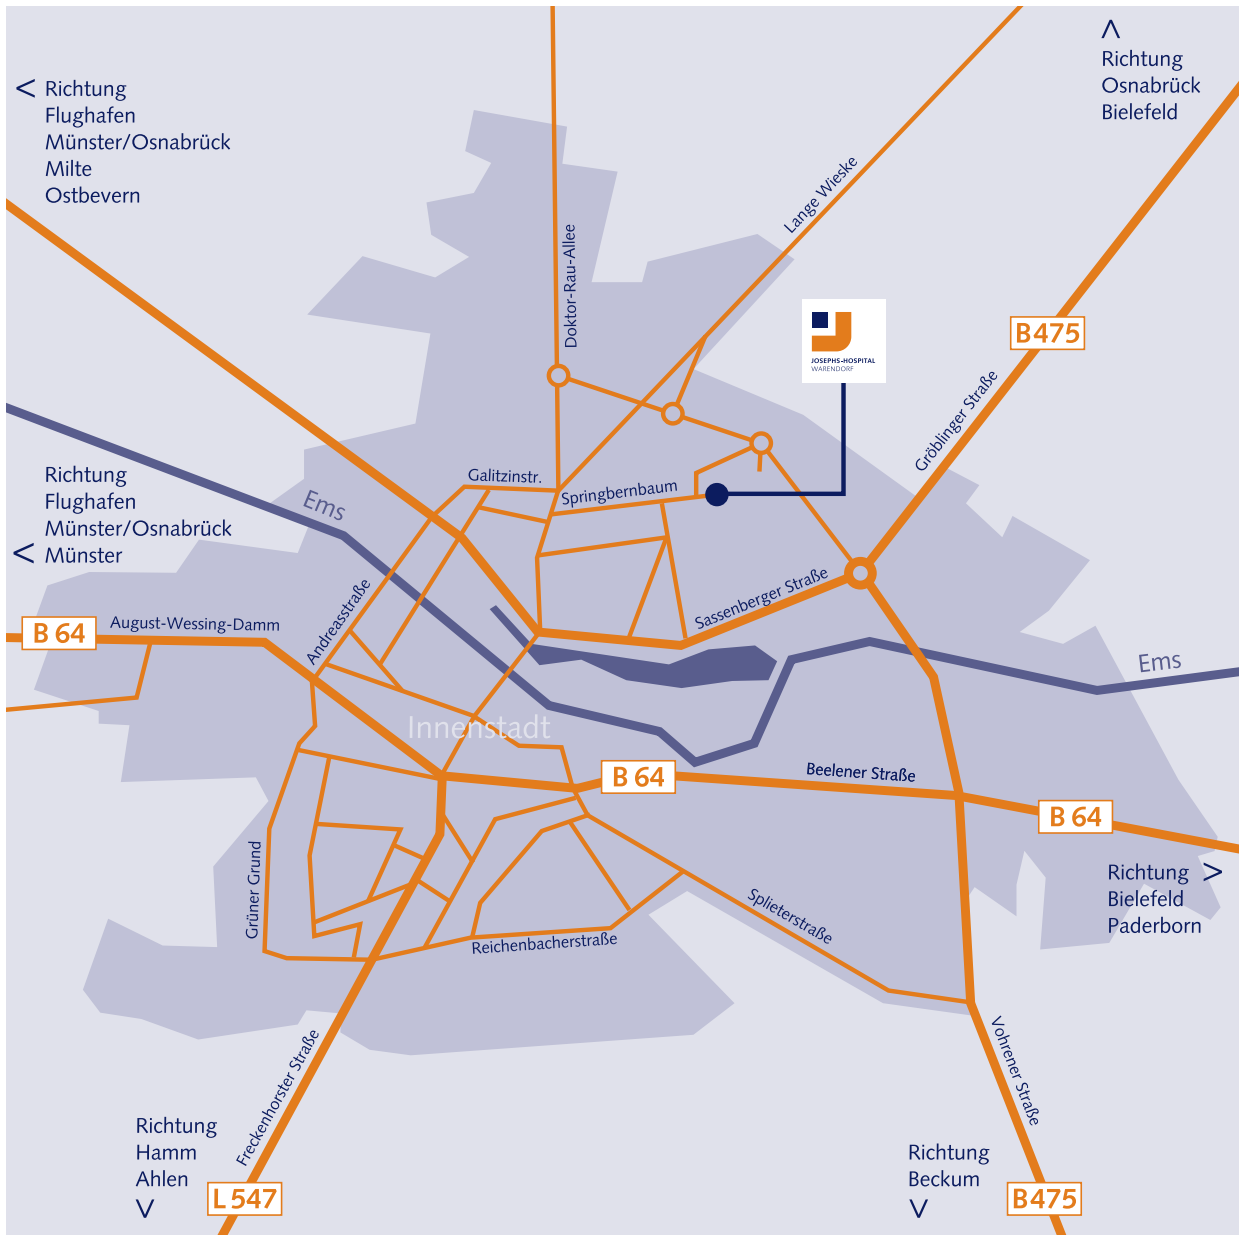 Richtung
Flughafen
Münster/Osnabrück
Milte
Ostbevern
Richtung
Osnabrück
Bielefeld
Lange Wieske
Doktor-Rau-Allee
JOSEPHS-HOSPITAL
WARENDORF
B475
Gröblinger Straße
Galitzinstr.
Springbernbaum
Richtung
Flughafen
Münster/Osnabrück
Münster
Ems
Andreasstraße
Sassenberger Straße
B 64
August-Wessing-Damm
Ems
Innenstadt
B 64
Beelener Straße
B 64
Richtung
Bielefeld
Paderborn
Grüner Grund
Reichenbacherstraße
Splieterstraße
Freckenhorster Straße
Vohrener Straße
Richtung
Hamm
Ahlen
Richtung
Beckum
L 547
B475